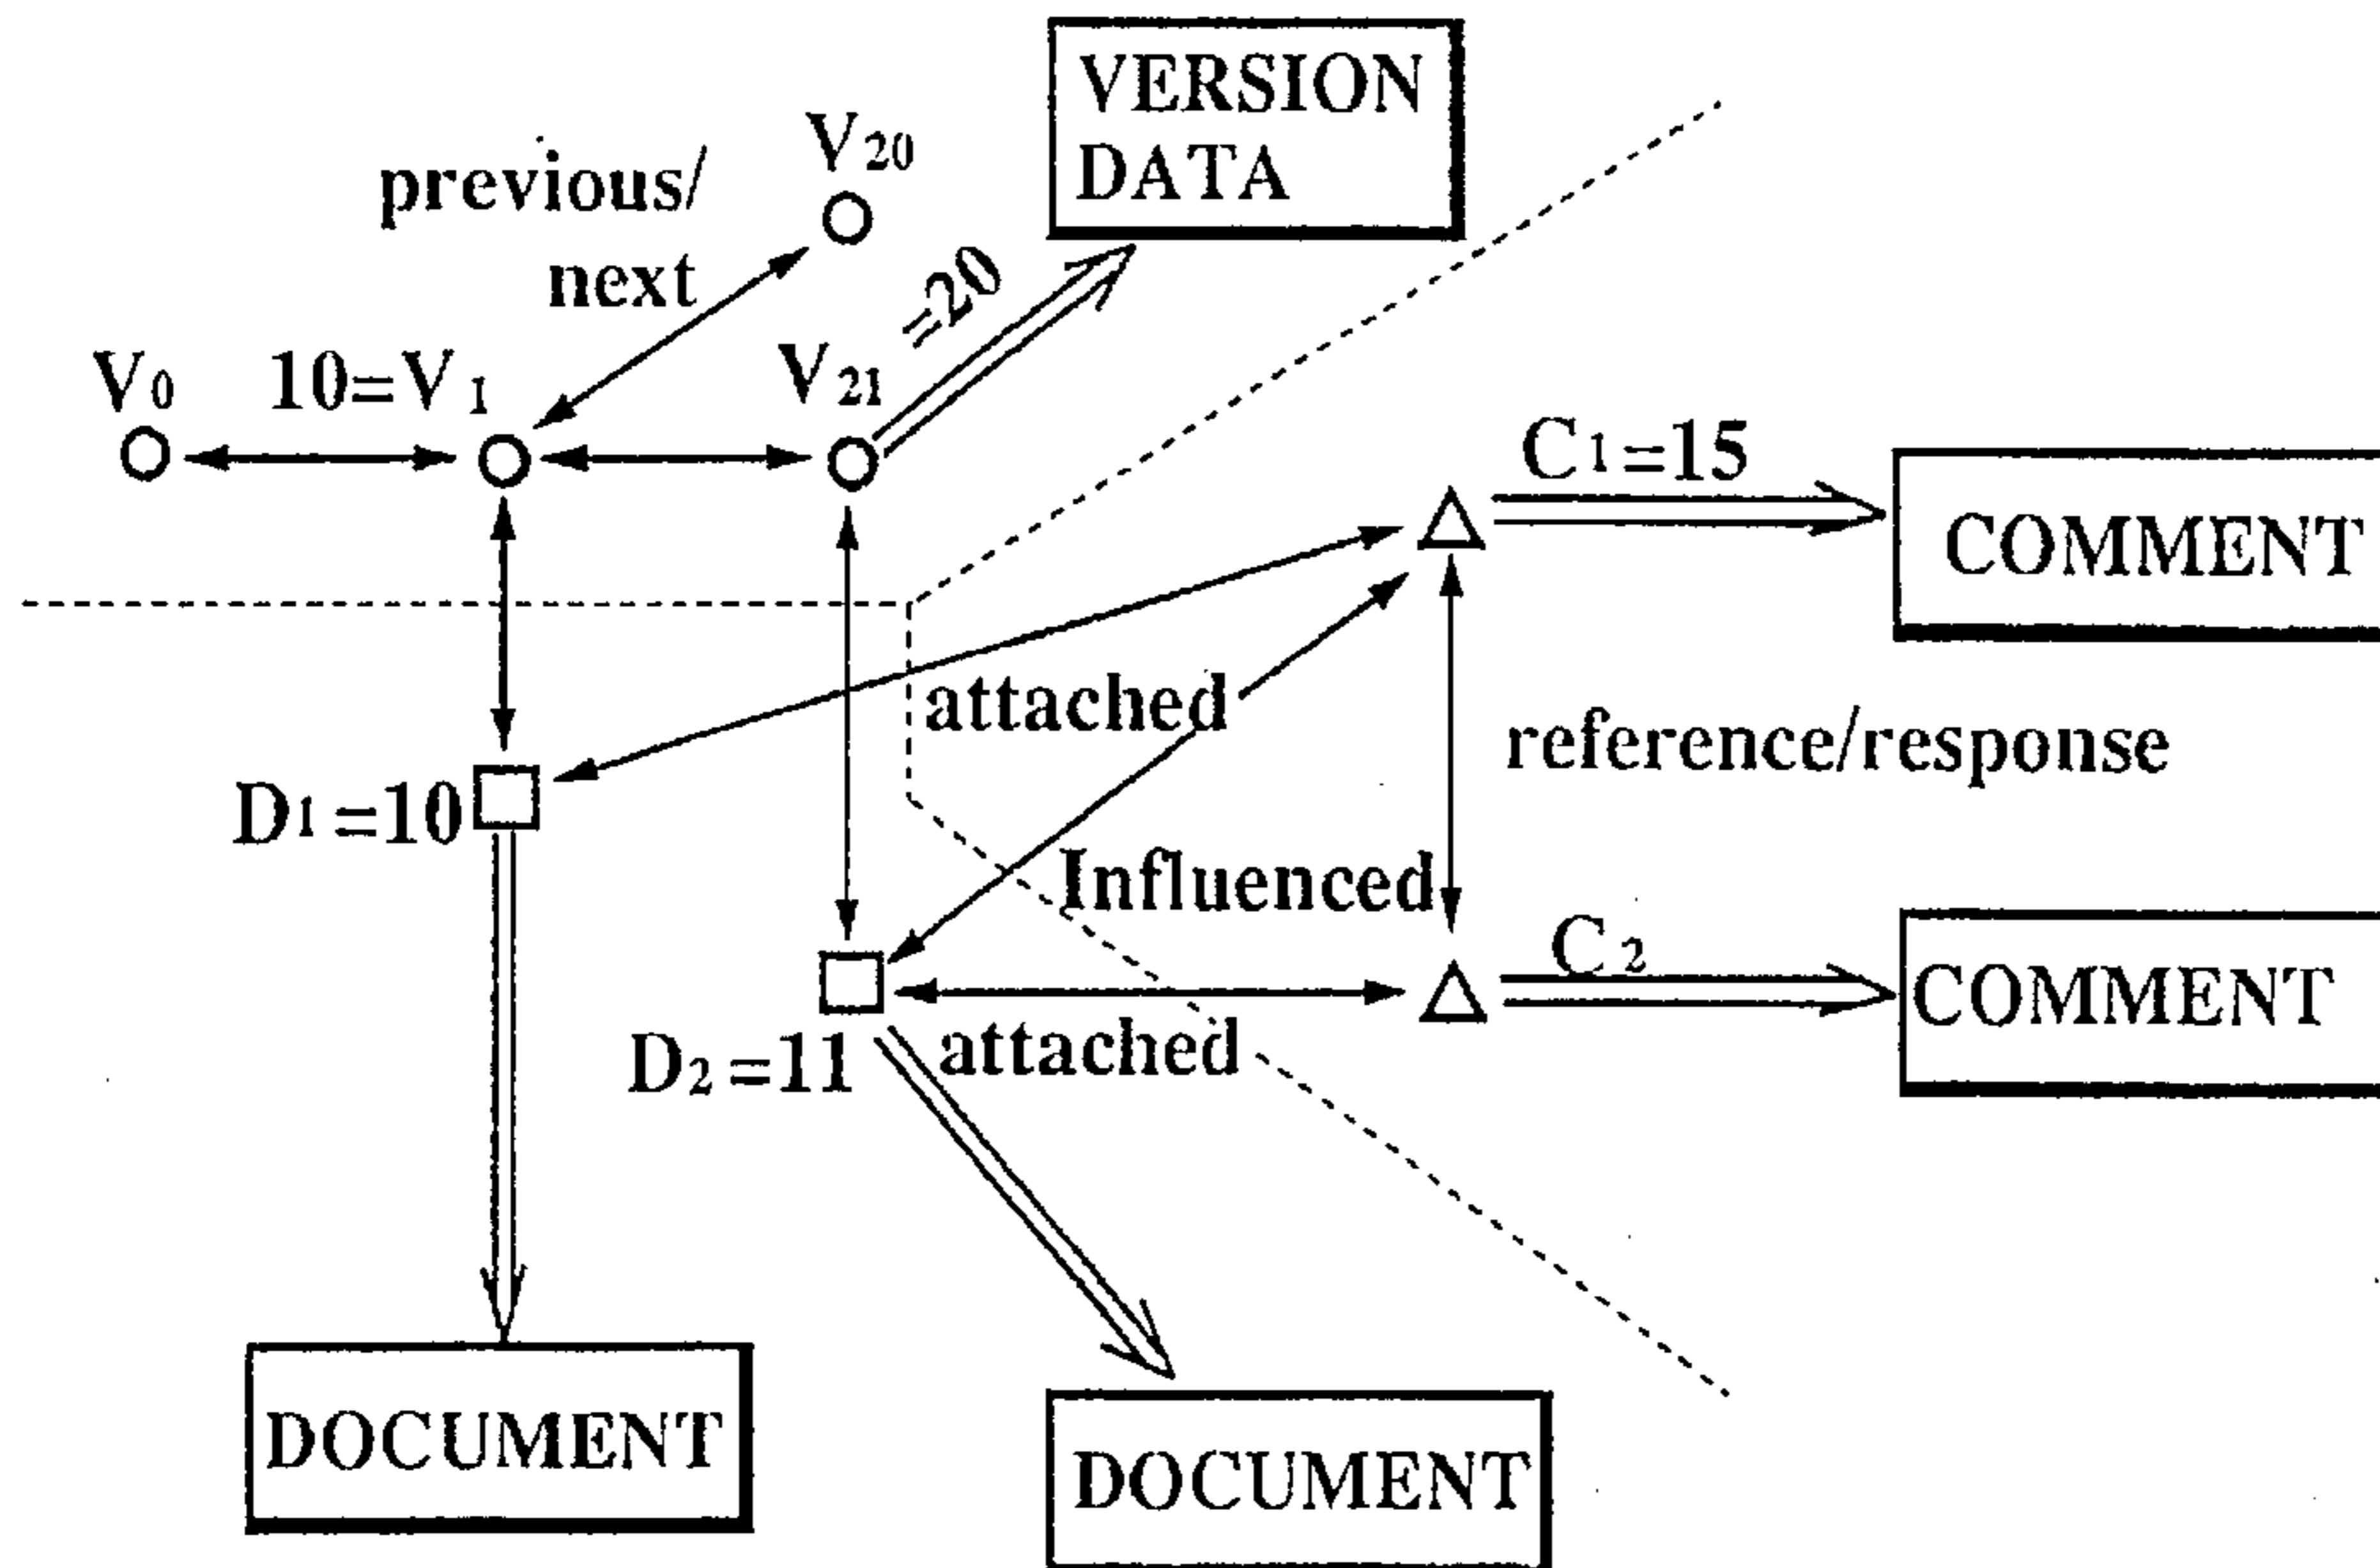 VERSION
DATA
V20
previous/
next
=20
V0
10=V1
V21
C1=15
COMMENT
attached
reference/response
D1=10
Influenced
C2
COMMENT
D2=11
attached
DOCUMENT
DOCUMENT